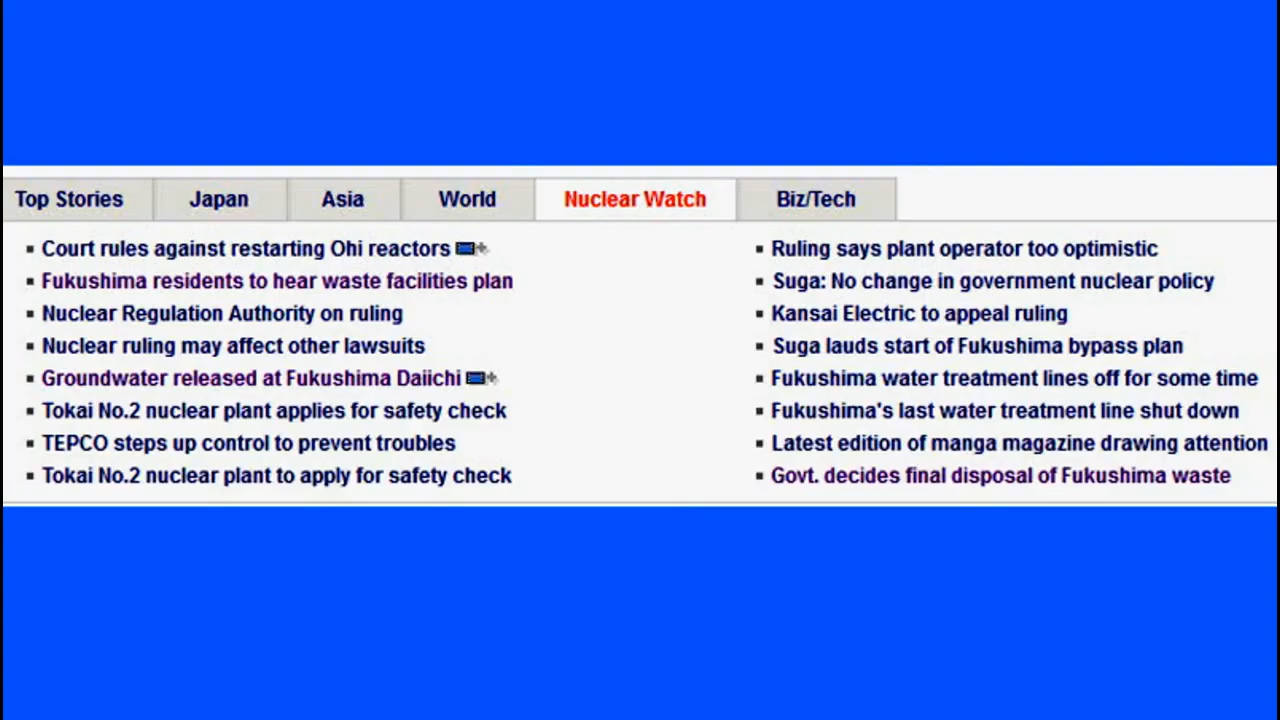 Top Stories Japan Asia World Nuclear Watch Biz/Tech
Court rules against restarting Ohi reactors
Fukushima residents to hear waste facilities plan
Nuclear Regulation Authority on ruling
Nuclear ruling may affect other lawsuits
Groundwater released at Fukushima Daiichi
Tokai No.2 nuclear plant applies for safety check
TEPCO steps up control to prevent troubles
Tokai No.2 nuclear plant to apply for safety check
Ruling says plant operator too optimistic
Suga: No change in government nuclear policy
Kansai Electric to appeal ruling
Suga lauds start of Fukushima bypass plan
Fukushima water treatment lines off for some time
Fukushima's last water treatment line shut down
Latest edition of manga magazine drawing attention
Govt. decides final disposal of Fukushima waste